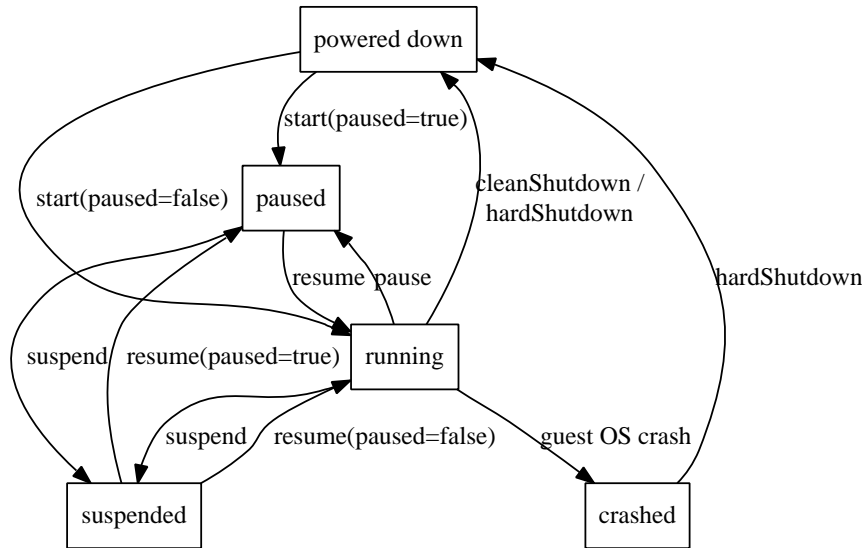 powered down
start(paused=true)
start(paused=false)
paused
cleanShutdown /
hardShutdown
resume
pause
hardShutdown
suspend
resume(paused=true)
running
suspend
resume(paused=false)
guest OS crash
suspended
crashed